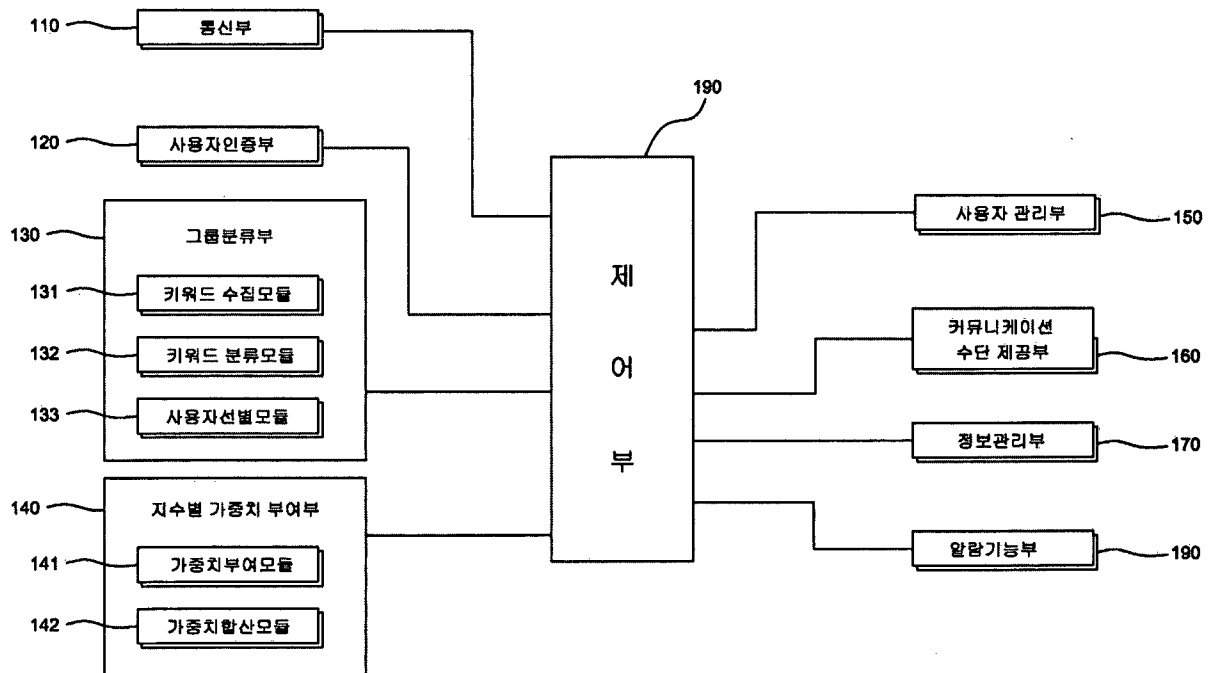 110 통신부
120 사용자인증부
130 그룹분류부
131 키워드 수집모듈
132 키워드 분류모듈
133 사용자선별모듈
140 지수별 가중치 부여부
141 가중치부여모듈
142 가중치합산모듈
190
제
어
부
사용자 관리부 150
커뮤니케이션
수단 제공부 160
정보관리부 170
알람기능부 190